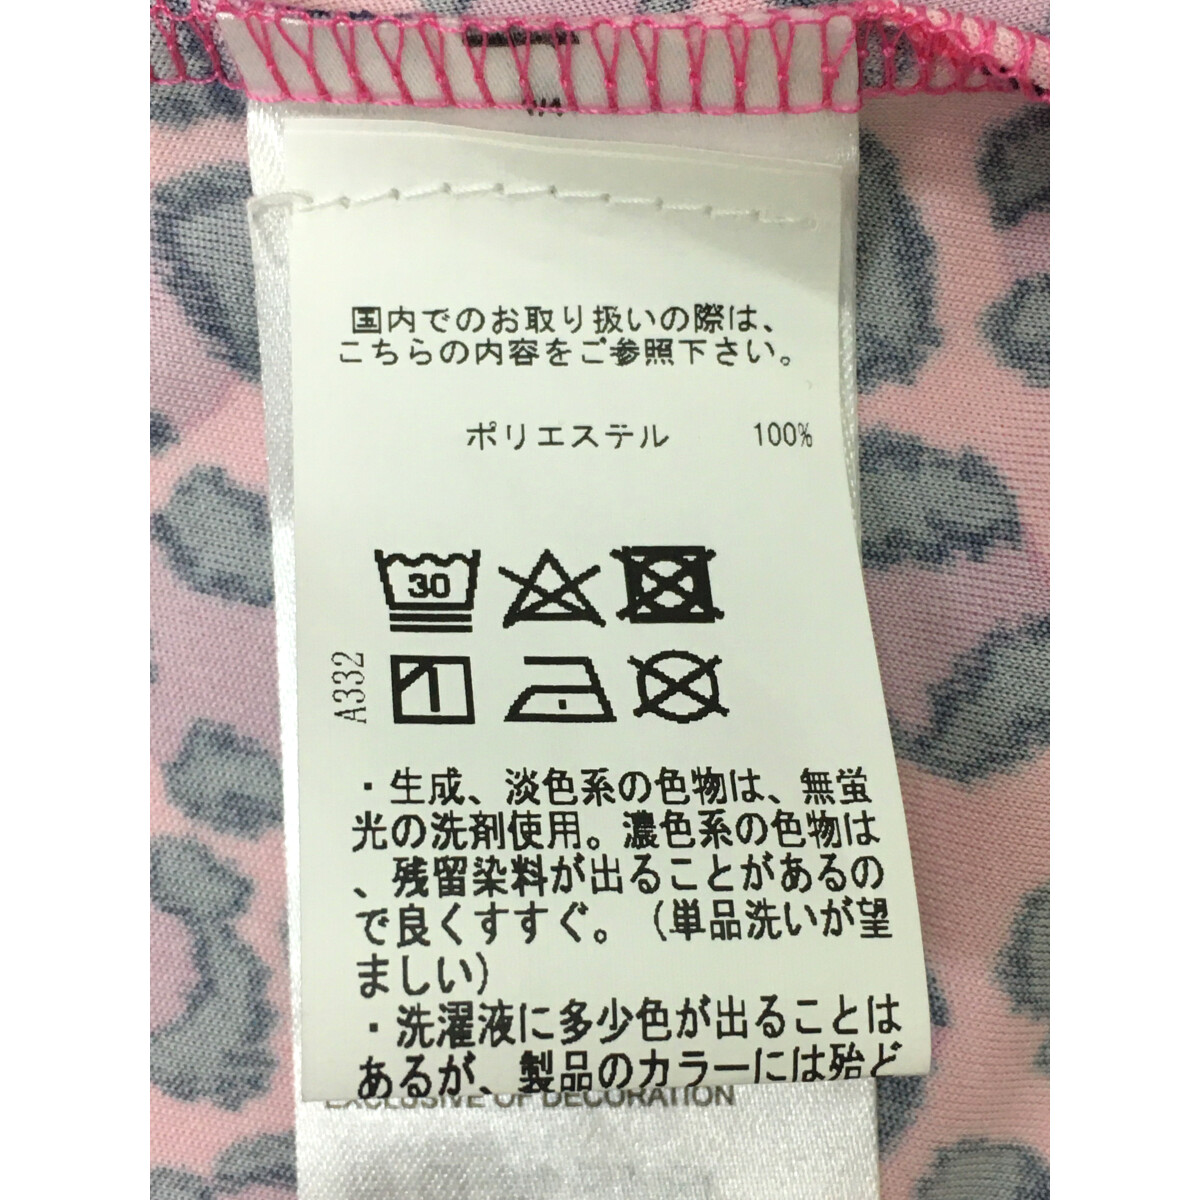 国内でのお取り扱いの際は、
こちらの内容をご参照下さい。
ポリエステル 100%
30
A332
・生成、淡色系の色物は、無蛍
光の洗剤使用。濃色系の色物は
、残留染料が出ることがあるの
で良くすすぐ。（単品洗いが望
ましい）
・洗濯液に多少色が出ることは
あるが、製品のカラーには殆ど
EXCLUSIVE OF DECORATION